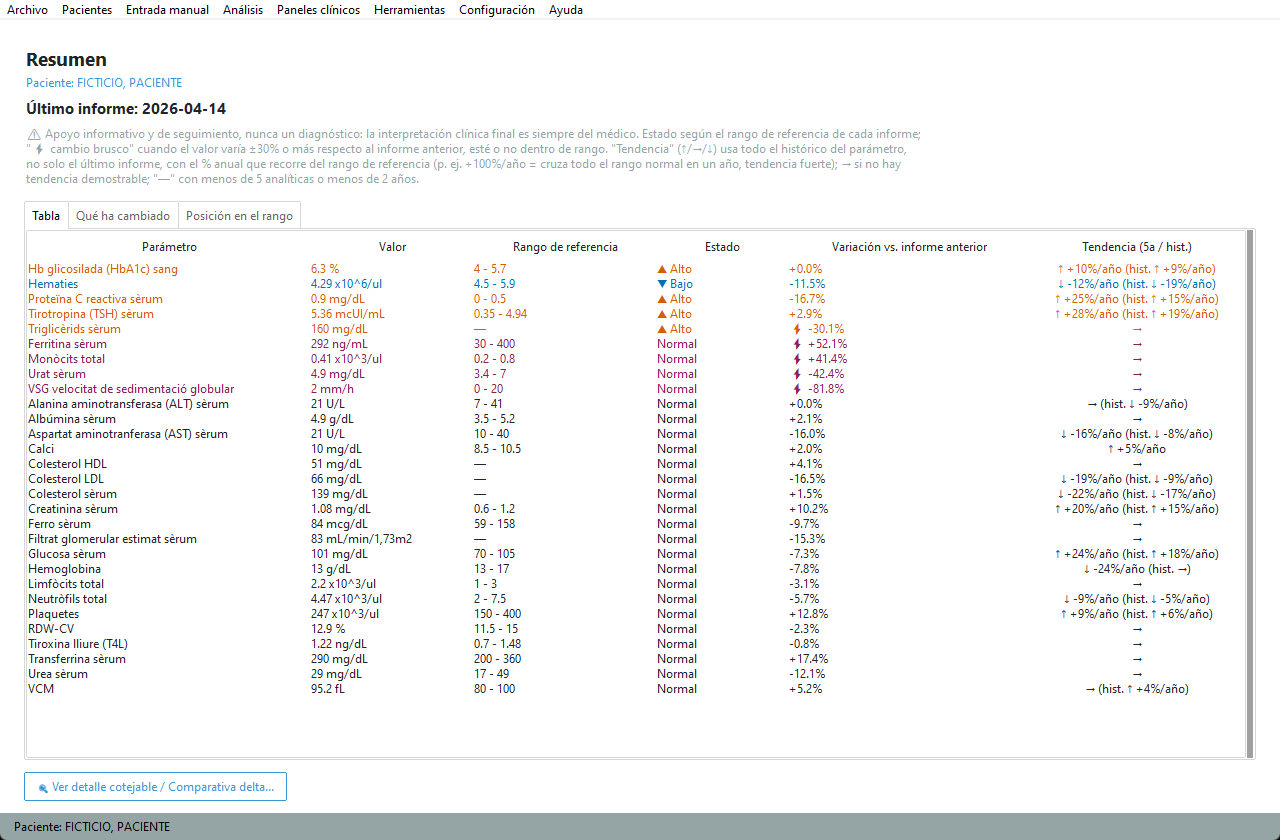 Archivo Pacientes Entrada manual Análisis Paneles clínicos Herramientas Configuración Ayuda
Resumen
Paciente: FICTICIO, PACIENTE
Último informe: 2026-04-14
⚠ Apoyo informativo y de seguimiento, nunca un diagnóstico: la interpretación clínica final es siempre del médico. Estado según el rango de referencia de cada informe;
"⚡ cambio brusco" cuando el valor varía ±30% o más respecto al informe anterior, esté o no dentro de rango. "Tendencia" (↑/→/↓) usa todo el histórico del parámetro,
no solo el último informe, con el % anual que recorre del rango de referencia (p. ej. +100%/año = cruza todo el rango normal en un año, tendencia fuerte); → si no hay
tendencia demostrable; "—" con menos de 5 analíticas o menos de 2 años.
Tabla Qué ha cambiado Posición en el rango
Parámetro Valor Rango de referencia Estado Variación vs. informe anterior Tendencia (5a / hist.)
Hb glicosilada (HbA1c) sang 6.3 % 4 - 5.7 ▲ Alto +0.0% ↑ +10%/año (hist. ↑ +9%/año)
Hematies 4.29 x10^6/ul 4.5 - 5.9 ▼ Bajo -11.5% ↓ -12%/año (hist. ↓ -19%/año)
Proteïna C reactiva sèrum 0.9 mg/dL 0 - 0.5 ▲ Alto -16.7% ↑ +25%/año (hist. ↑ +15%/año)
Tirotropina (TSH) sèrum 5.36 mcUI/mL 0.35 - 4.94 ▲ Alto +2.9% ↑ +28%/año (hist. ↑ +19%/año)
Triglicèrids sèrum 160 mg/dL — ▲ Alto ⚡ -30.1% →
Ferritina sèrum 292 ng/mL 30 - 400 Normal ⚡ +52.1% →
Monòcits total 0.41 x10^3/ul 0.2 - 0.8 Normal ⚡ +41.4% →
Urat sèrum 4.9 mg/dL 3.4 - 7 Normal ⚡ -42.4% →
VSG velocitat de sedimentació globular 2 mm/h 0 - 20 Normal ⚡ -81.8% →
Alanina aminotransferasa (ALT) sèrum 21 U/L 7 - 41 Normal +0.0% → (hist. ↓ -9%/año)
Albúmina sèrum 4.9 g/dL 3.5 - 5.2 Normal +2.1% →
Aspartat aminotranferasa (AST) sèrum 21 U/L 10 - 40 Normal -16.0% ↓ -16%/año (hist. ↓ -8%/año)
Calci 10 mg/dL 8.5 - 10.5 Normal +2.0% ↑ +5%/año
Colesterol HDL 51 mg/dL — Normal +4.1% →
Colesterol LDL 66 mg/dL — Normal -16.5% ↓ -19%/año (hist. ↓ -9%/año)
Colesterol sèrum 139 mg/dL — Normal +1.5% ↓ -22%/año (hist. ↓ -17%/año)
Creatinina sèrum 1.08 mg/dL 0.6 - 1.2 Normal +10.2% ↑ +20%/año (hist. ↑ +15%/año)
Ferro sèrum 84 mcg/dL 59 - 158 Normal -9.7% →
Filtrat glomerular estimat sèrum 83 mL/min/1,73m2 — Normal -15.3% →
Glucosa sèrum 101 mg/dL 70 - 105 Normal -7.3% ↑ +24%/año (hist. ↑ +18%/año)
Hemoglobina 13 g/dL 13 - 17 Normal -7.8% ↓ -24%/año (hist. →)
Limfòcits total 2.2 x10^3/ul 1 - 3 Normal -3.1% →
Neutròfils total 4.47 x10^3/ul 2 - 7.5 Normal -5.7% ↓ -9%/año (hist. ↓ -5%/año)
Plaquetes 247 x10^3/ul 150 - 400 Normal +12.8% ↑ +9%/año (hist. ↑ +6%/año)
RDW-CV 12.9 % 11.5 - 15 Normal -2.3% →
Tiroxina lliure (T4L) 1.22 ng/dL 0.7 - 1.48 Normal -0.8% →
Transferrina sèrum 290 mg/dL 200 - 360 Normal +17.4% →
Urea sèrum 29 mg/dL 17 - 49 Normal -12.1% →
VCM 95.2 fL 80 - 100 Normal +5.2% → (hist. ↑ +4%/año)
Ver detalle cotejable / Comparativa delta...
Paciente: FICTICIO, PACIENTE